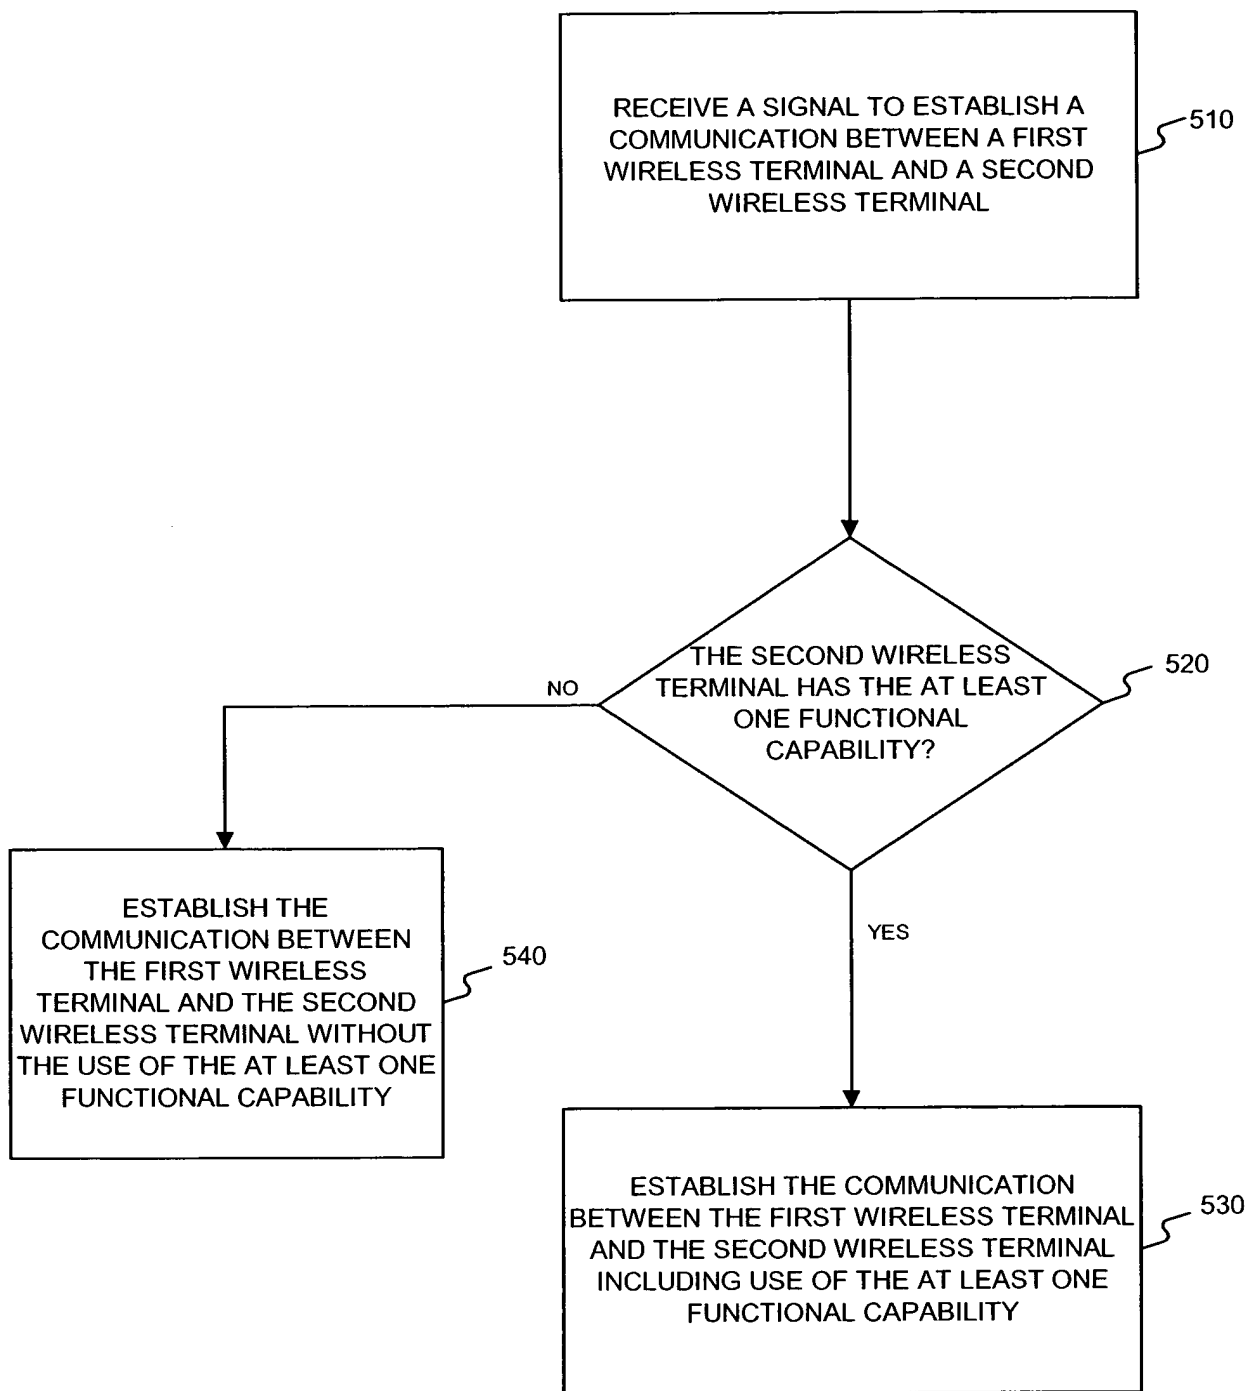 RECEIVE A SIGNAL TO ESTABLISH A
COMMUNICATION BETWEEN A FIRST
WIRELESS TERMINAL AND A SECOND
WIRELESS TERMINAL
510
THE SECOND WIRELESS
TERMINAL HAS THE AT LEAST
ONE FUNCTIONAL
CAPABILITY?
520
NO
YES
ESTABLISH THE
COMMUNICATION BETWEEN
THE FIRST WIRELESS
TERMINAL AND THE SECOND
WIRELESS TERMINAL WITHOUT
THE USE OF THE AT LEAST ONE
FUNCTIONAL CAPABILITY
540
ESTABLISH THE COMMUNICATION
BETWEEN THE FIRST WIRELESS TERMINAL
AND THE SECOND WIRELESS TERMINAL
INCLUDING USE OF THE AT LEAST ONE
FUNCTIONAL CAPABILITY
530